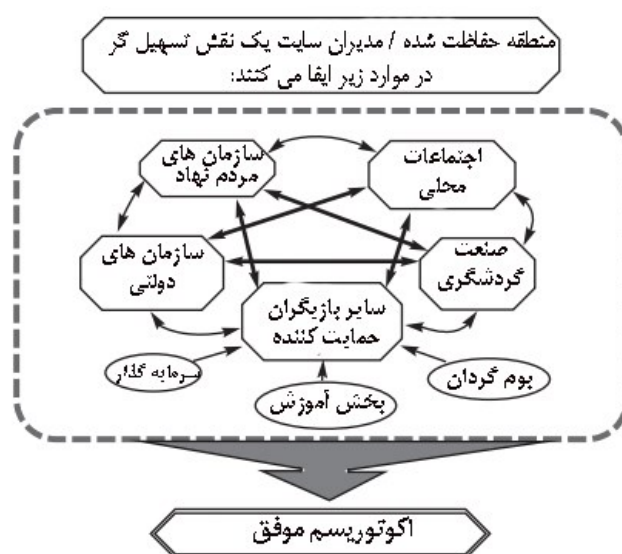 منطقه حفاظت شده / مدیران سایت یک نقش تسهیل گر
در موارد زیر ایفا می کنند:
سازمان های
مردم نهاد
اجتماعات
محلی
سازمان های
دولتی
صنعت
گردشگری
سایر بازیگران
حمایت کننده
سرمایه گذار
بخش آموزش
بوم گردان
اکوتوریسم موفق